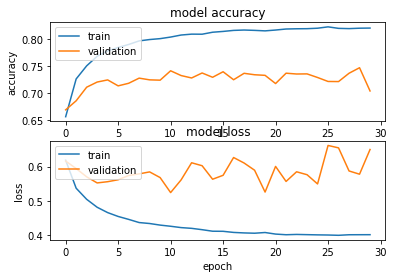 model accuracy
accuracy
0.80
0.75
0.70
0.65
train
validation
0 5 10 15 20 25 30
model loss
loss
0.6
0.5
0.4
train
validation
0 5 10 15 20 25 30
epoch